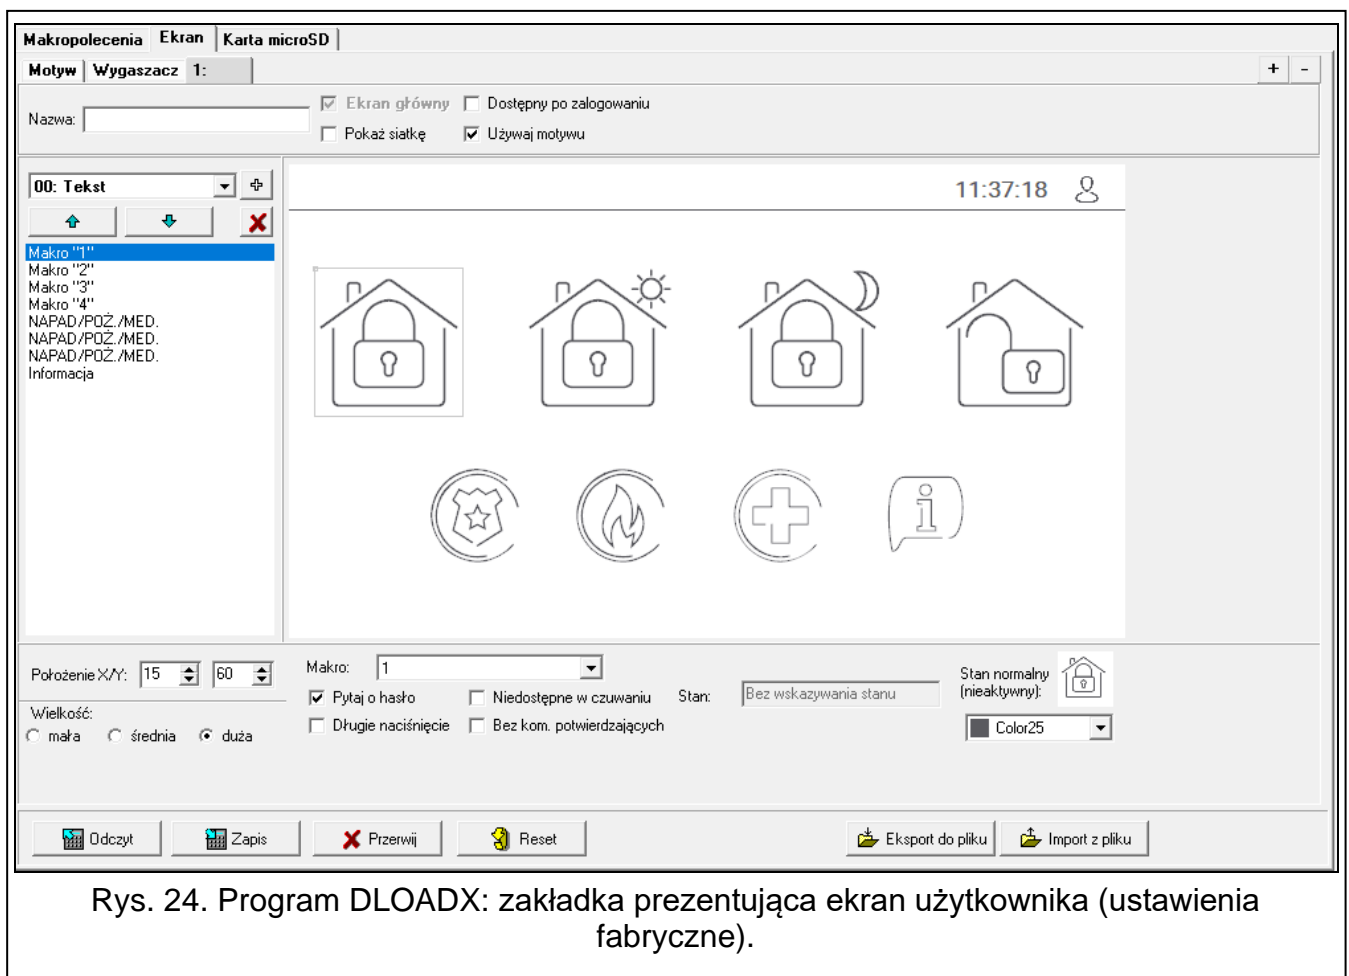 Makropolecenia Ekran Karta microSD
Motyw Wygaszacz 1: + -
Nazwa: Ekran główny Dostępny po zalogowaniu
Pokaż siatkę Używaj motywu
00: Tekst
11:37:18
Makro "1"
Makro "2"
Makro "3"
Makro "4"
NAPAD/POŻ./MED.
NAPAD/POŻ./MED.
NAPAD/POŻ./MED.
Informacja
Położenie X/Y: 15 60
Wielkość:
mała średnia duża
Makro: 1
Pytaj o hasło Niedostępne w czuwaniu Stan: Bez wskazywania stanu
Długie naciśnięcie Bez kom. potwierdzających
Stan normalny
(nieaktywny):
Color25
Odczyt Zapis Przerwij Reset Eksport do pliku Import z pliku
Rys. 24. Program DLOADX: zakładka prezentująca ekran użytkownika (ustawienia
fabryczne).